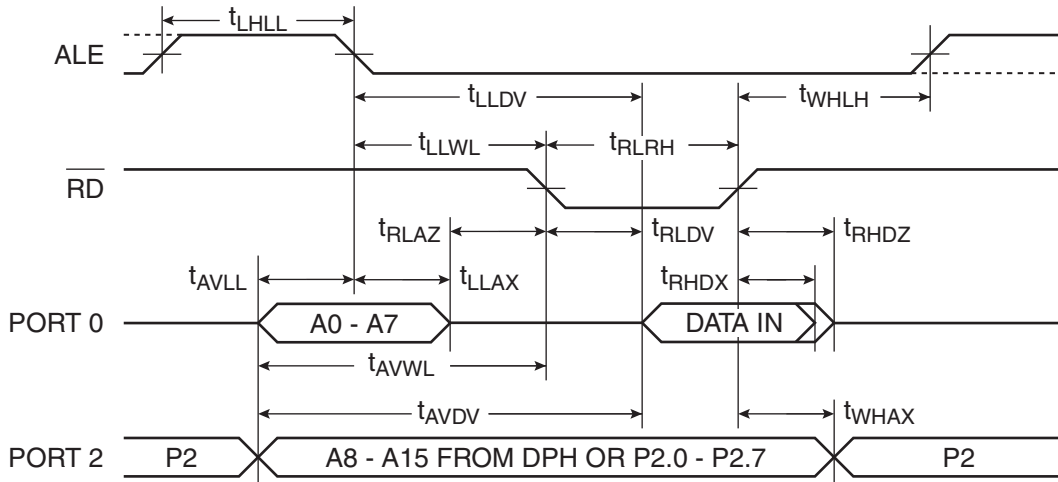 tLHLL
ALE
tLLDV
tWHLH
tLLWL
tRLRH
RD
tRLAZ
tRLDV
tRHDZ
tAVLL
tLLAX
tRHDX
PORT 0
A0 - A7
DATA IN
tAVWL
tAVDV
tWHAX
PORT 2
P2
A8 - A15 FROM DPH OR P2.0 - P2.7
P2